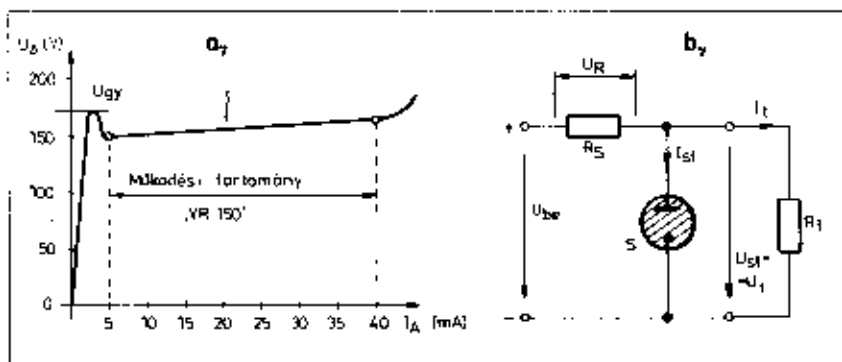 a,
U_A (V)
200
150
100
50
0
Ugy
Működési tartomány
„VR 150"
5 10 15 20 25 30 35 40 I_A [mA]
b,
U_R
R_S
I_t
I_st
+
U_be
S
U_st=
=U_t
R_t